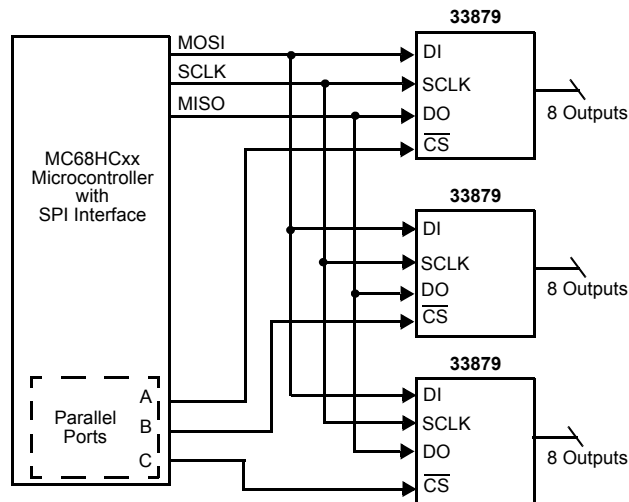 33879
MOSI
DI
SCLK
SCLK
8 Outputs
MISO
DO
CS
MC68HCxx
Microcontroller
with
SPI Interface
33879
DI
SCLK
8 Outputs
DO
CS
33879
Parallel
Ports
A
B
C
DI
SCLK
DO
8 Outputs
CS